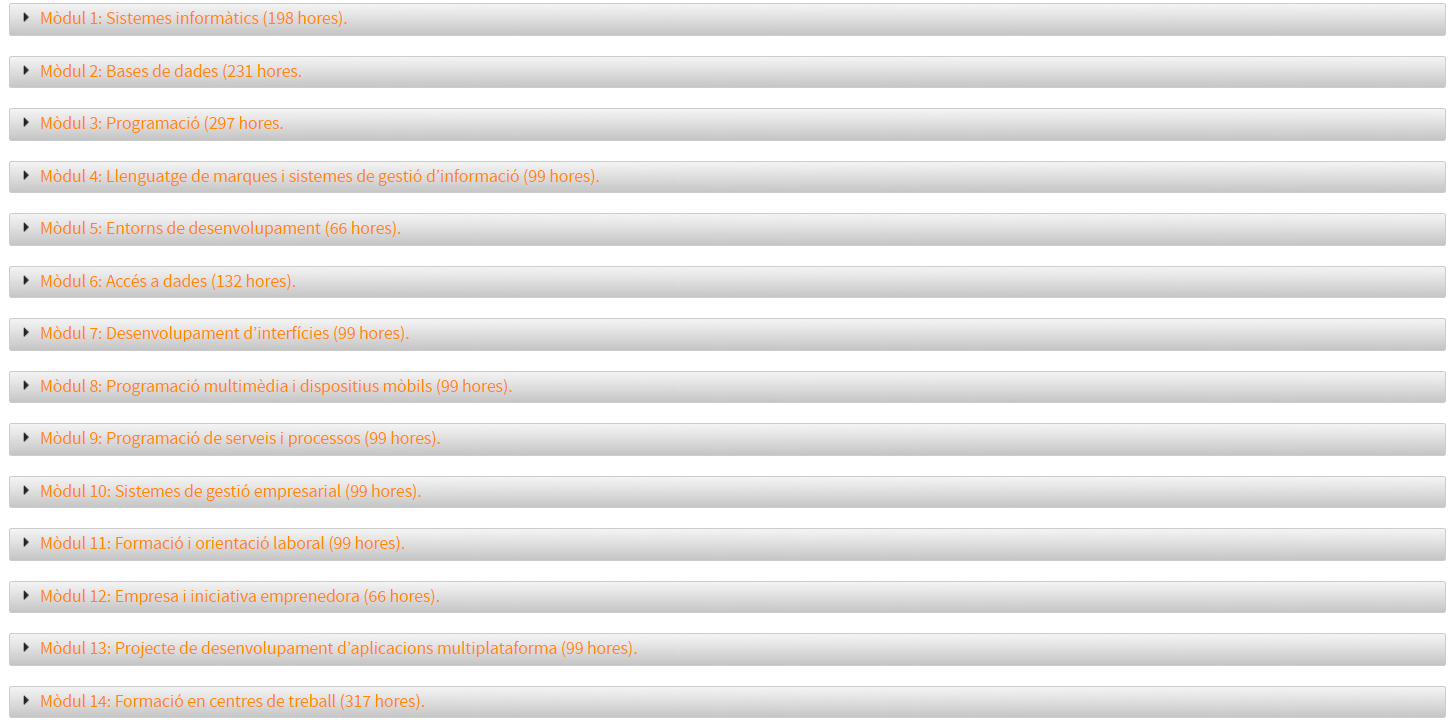 Mòdul 1: Sistemes informàtics (198 hores).
Mòdul 2: Bases de dades (231 hores.
Mòdul 3: Programació (297 hores.
Mòdul 4: Llenguatge de marques i sistemes de gestió d’informació (99 hores).
Mòdul 5: Entorns de desenvolupament (66 hores).
Mòdul 6: Accés a dades (132 hores).
Mòdul 7: Desenvolupament d’interfícies (99 hores).
Mòdul 8: Programació multimèdia i dispositius mòbils (99 hores).
Mòdul 9: Programació de serveis i processos (99 hores).
Mòdul 10: Sistemes de gestió empresarial (99 hores).
Mòdul 11: Formació i orientació laboral (99 hores).
Mòdul 12: Empresa i iniciativa emprenedora (66 hores).
Mòdul 13: Projecte de desenvolupament d’aplicacions multiplataforma (99 hores).
Mòdul 14: Formació en centres de treball (317 hores).